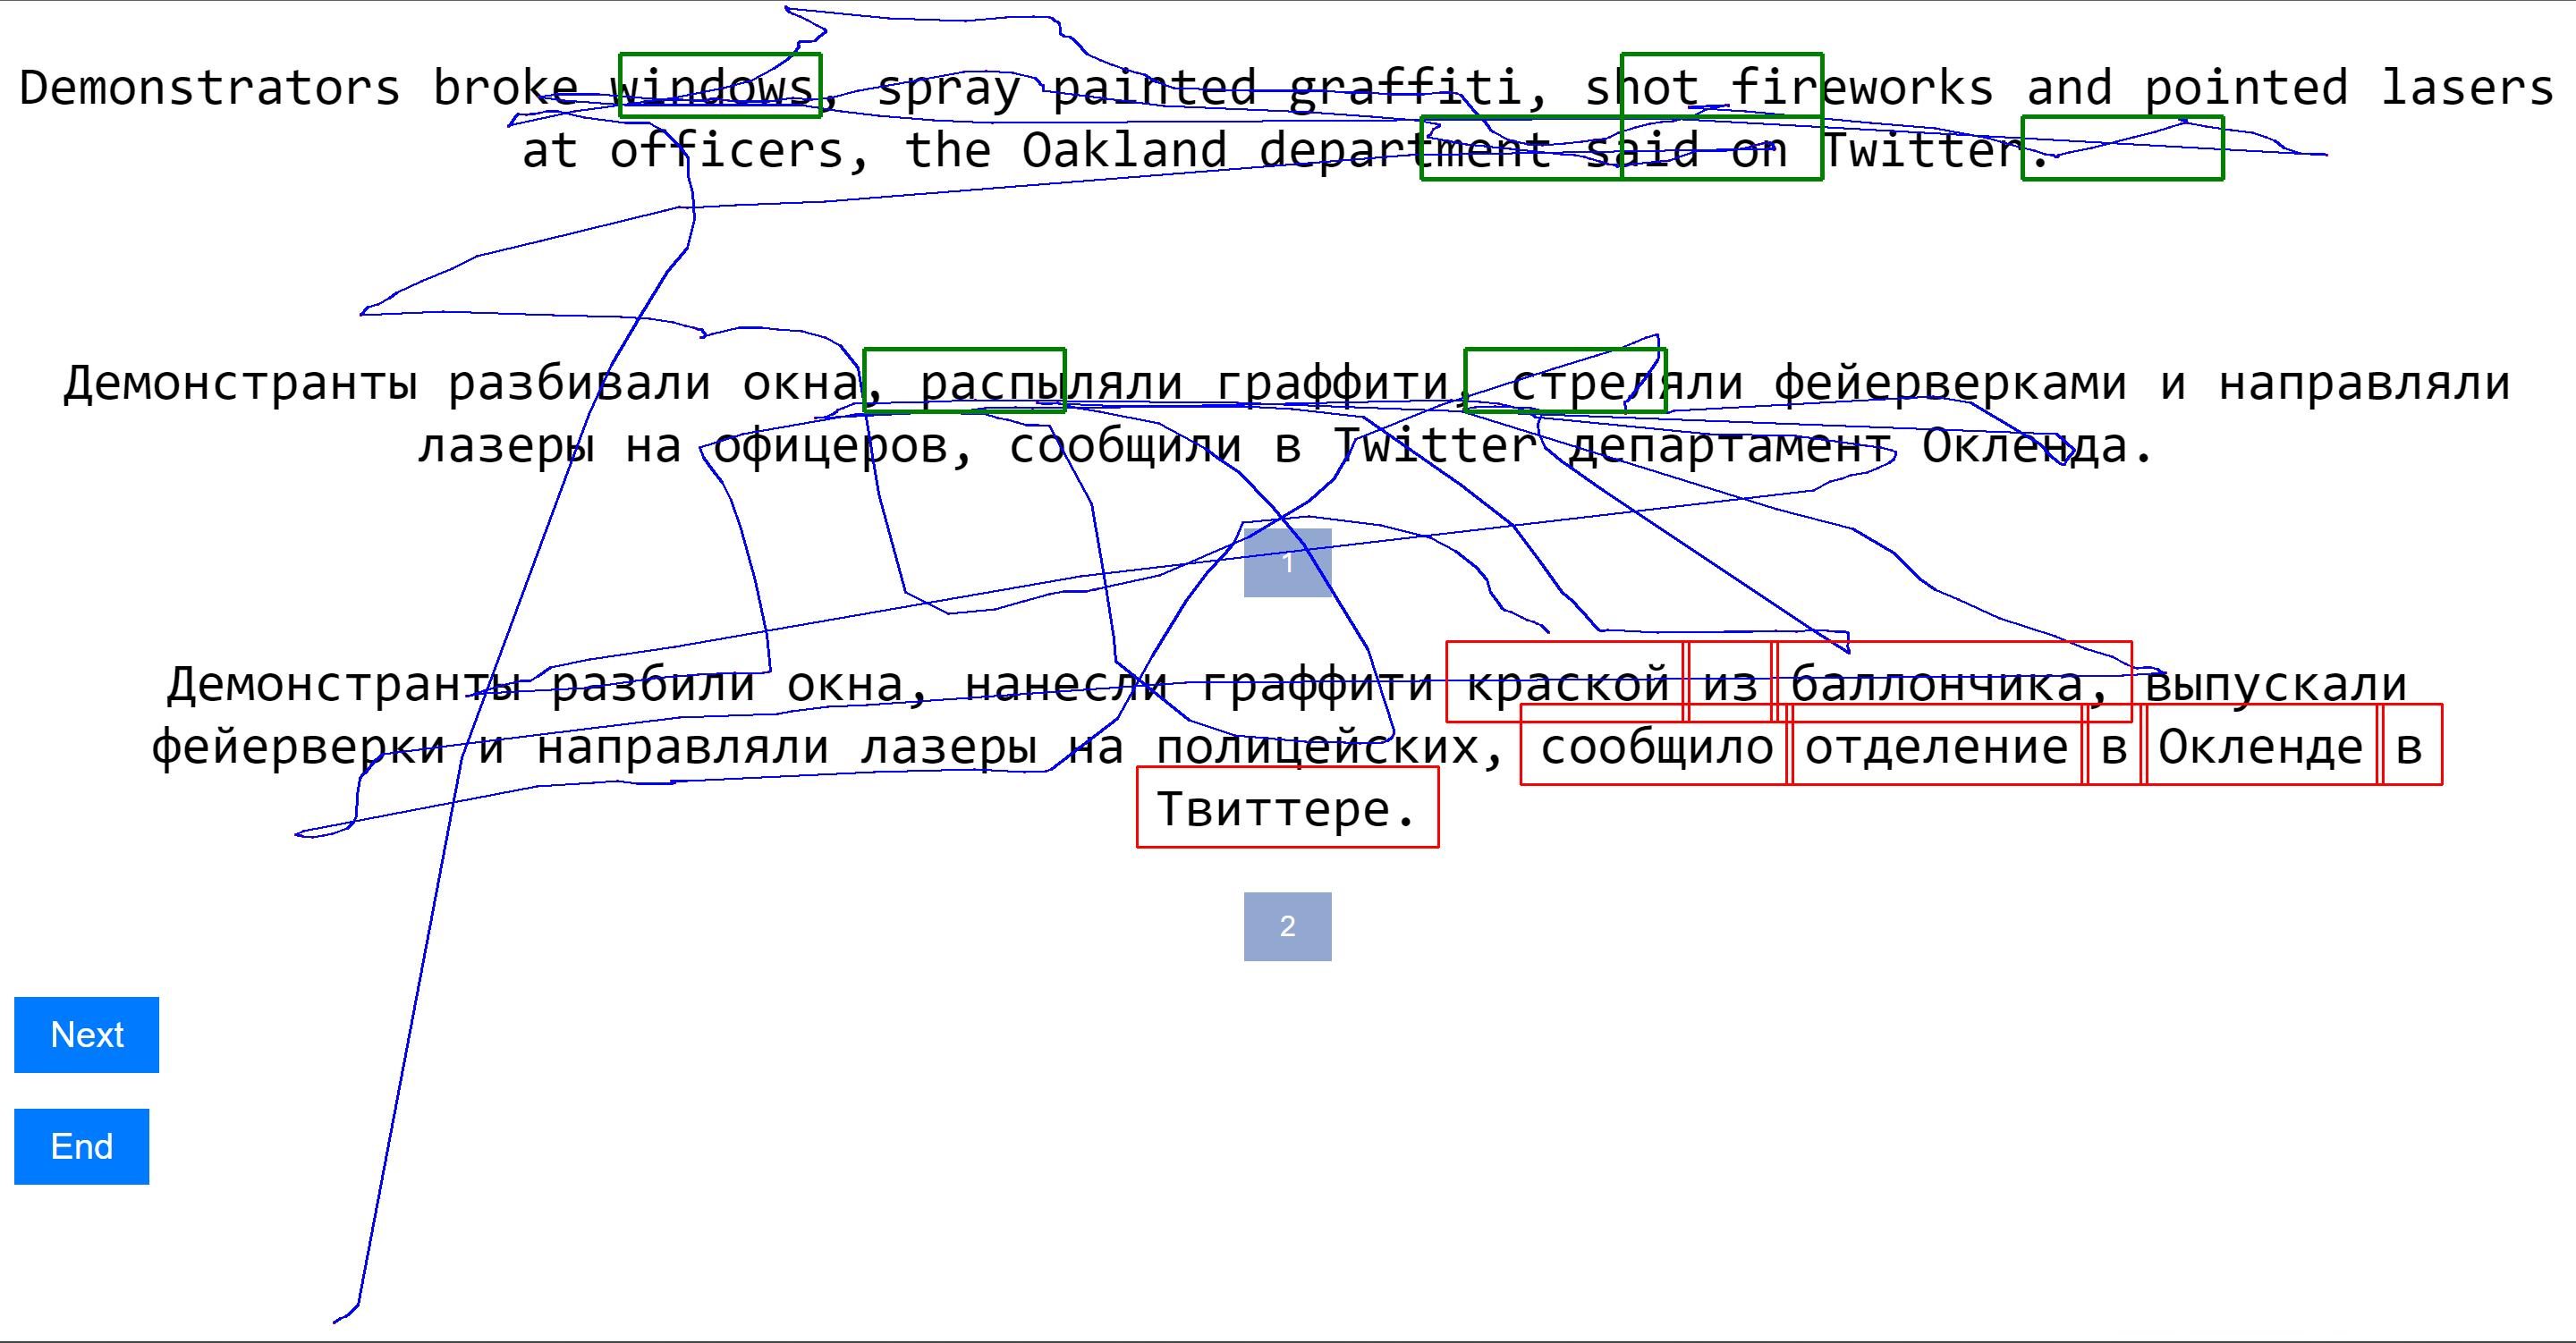 Demonstrators broke windows, spray painted graffiti, shot fireworks and pointed lasers
at officers, the Oakland department said on Twitter.
Демонстранты разбивали окна, распыляли граффити, стреляли фейерверками и направляли
лазеры на офицеров, сообщили в Twitter департамент Окленда.
1
Демонстранты разбили окна, нанесли граффити краской из баллончика, выпускали
фейерверки и направляли лазеры на полицейских, сообщило отделение в Окленде в
Твиттере.
2
Next
End